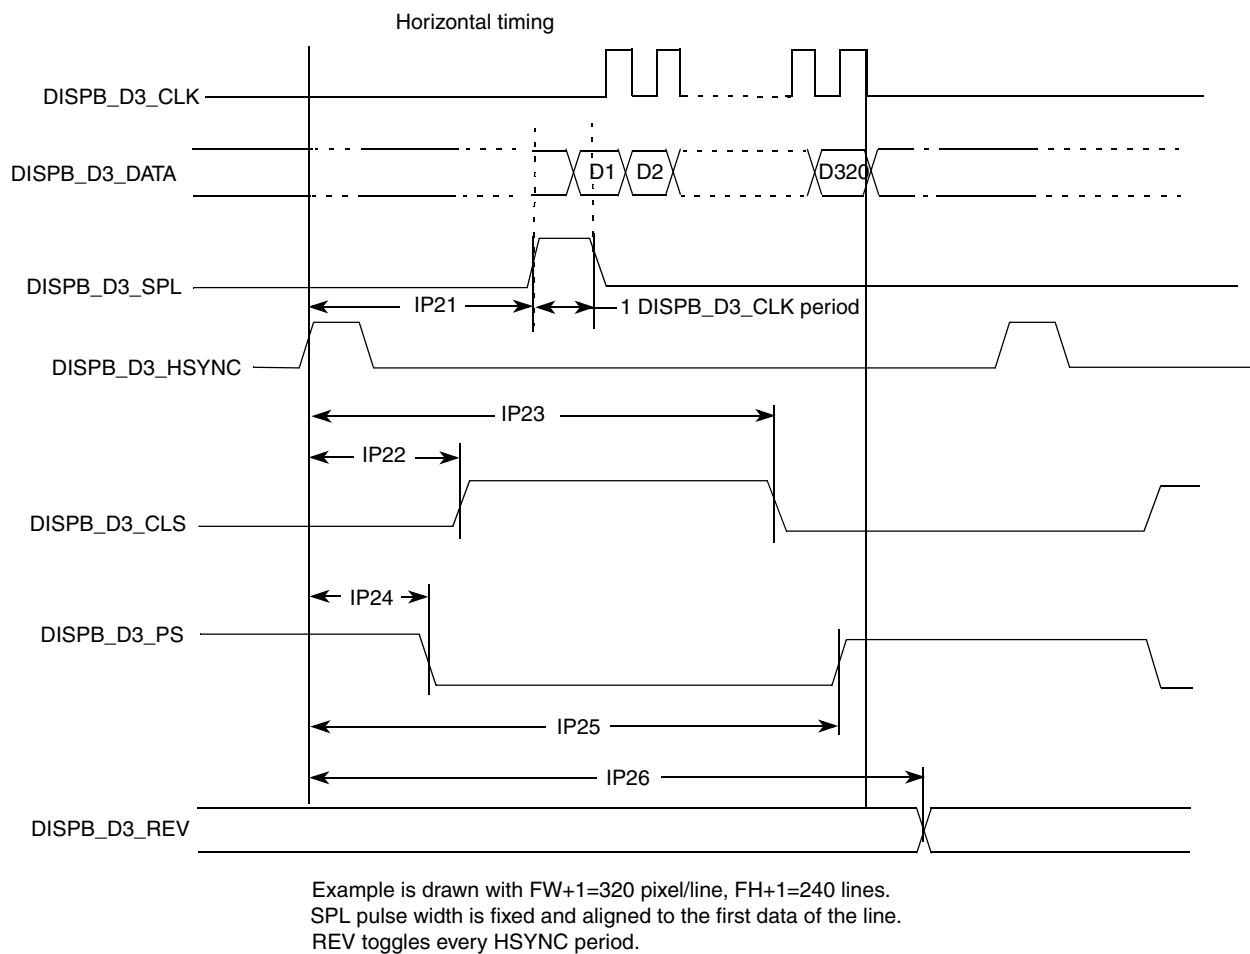 Horizontal timing
DISPB_D3_CLK
DISPB_D3_DATA
D1
D2
D320
DISPB_D3_SPL
IP21
1 DISPB_D3_CLK period
DISPB_D3_HSYNC
IP23
IP22
DISPB_D3_CLS
IP24
DISPB_D3_PS
IP25
IP26
DISPB_D3_REV
Example is drawn with FW+1=320 pixel/line, FH+1=240 lines.
SPL pulse width is fixed and aligned to the first data of the line.
REV toggles every HSYNC period.